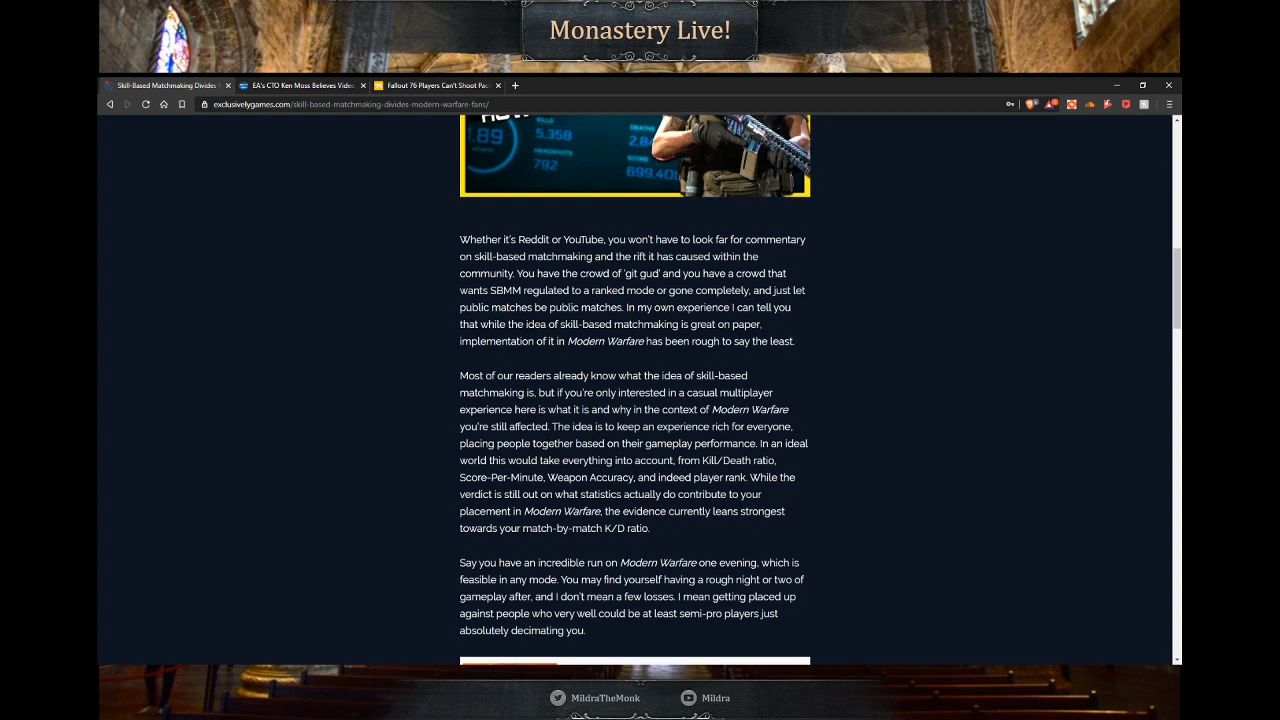 Monastery Live!
Skill-Based Matchmaking Divides
EA's CTO Ken Moss Believes Video
Fallout 76 Players Can't Shoot Pac
exclusivelygames.com/skill-based-matchmaking-divides-modern-warfare-fans/
1.89
KILLS
5,358
HEADSHOTS
792
DEATHS
SCORE
699,408
Whether it's Reddit or YouTube, you won't have to look far for commentary
on skill-based matchmaking and the rift it has caused within the
community. You have the crowd of 'git gud' and you have a crowd that
wants SBMM regulated to a ranked mode or gone completely, and just let
public matches be public matches. In my own experience I can tell you
that while the idea of skill-based matchmaking is great on paper,
implementation of it in Modern Warfare has been rough to say the least.
Most of our readers already know what the idea of skill-based
matchmaking is, but if you're only interested in a casual multiplayer
experience here is what it is and why in the context of Modern Warfare
you're still affected. The idea is to keep an experience rich for everyone,
placing people together based on their gameplay performance. In an ideal
world this would take everything into account, from Kill/Death ratio,
Score-Per-Minute, Weapon Accuracy, and indeed player rank. While the
verdict is still out on what statistics actually do contribute to your
placement in Modern Warfare, the evidence currently leans strongest
towards your match-by-match K/D ratio.
Say you have an incredible run on Modern Warfare one evening, which is
feasible in any mode. You may find yourself having a rough night or two of
gameplay after, and I don't mean a few losses. I mean getting placed up
against people who very well could be at least semi-pro players just
absolutely decimating you.
MildraTheMonk
Mildra